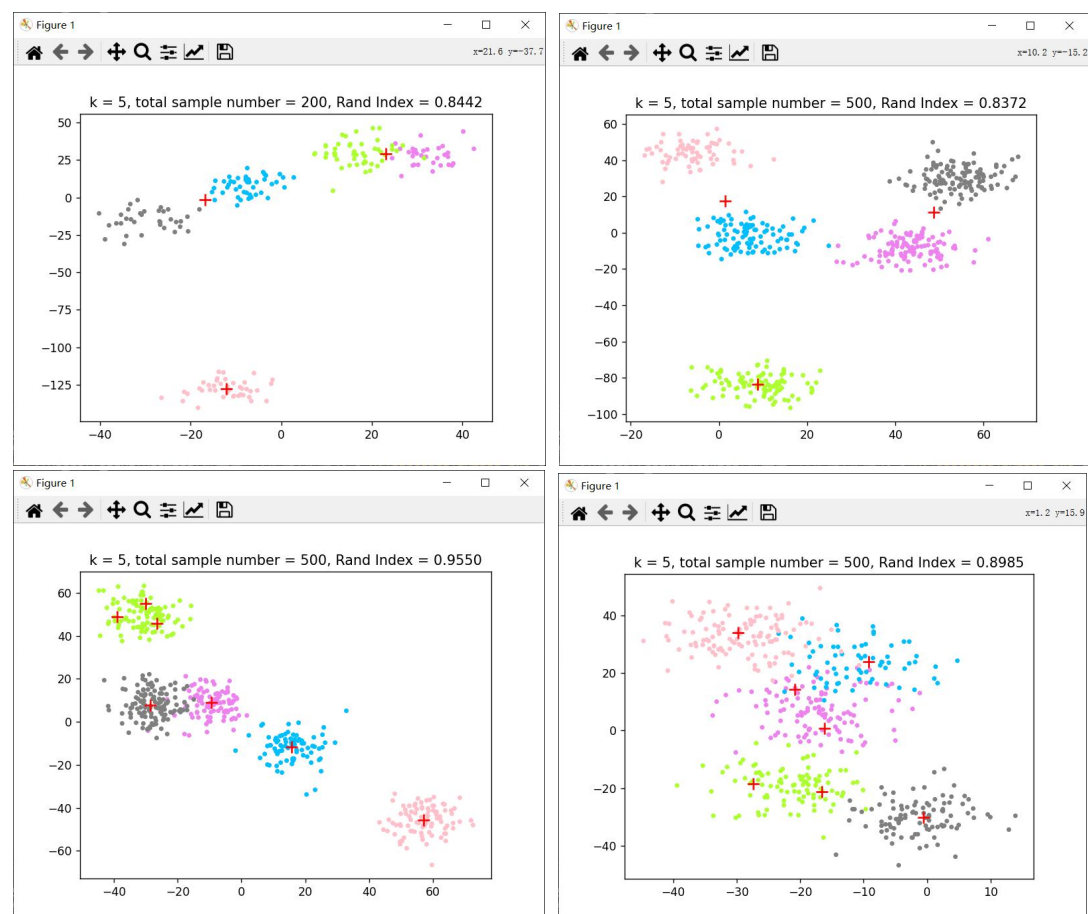 Figure 1
x=21.6 y=-37.7
k = 5, total sample number = 200, Rand Index = 0.8442
50
25
0
−25
−50
−75
−100
−125
−40 −20 0 20 40
Figure 1
x=10.2 y=-15.2
k = 5, total sample number = 500, Rand Index = 0.8372
60
40
20
0
−20
−40
−60
−80
−100
−20 0 20 40 60
Figure 1
k = 5, total sample number = 500, Rand Index = 0.9550
60
40
20
0
−20
−40
−60
−40 −20 0 20 40 60
Figure 1
x=1.2 y=15.9
k = 5, total sample number = 500, Rand Index = 0.8985
40
20
0
−20
−40
−40 −30 −20 −10 0 10